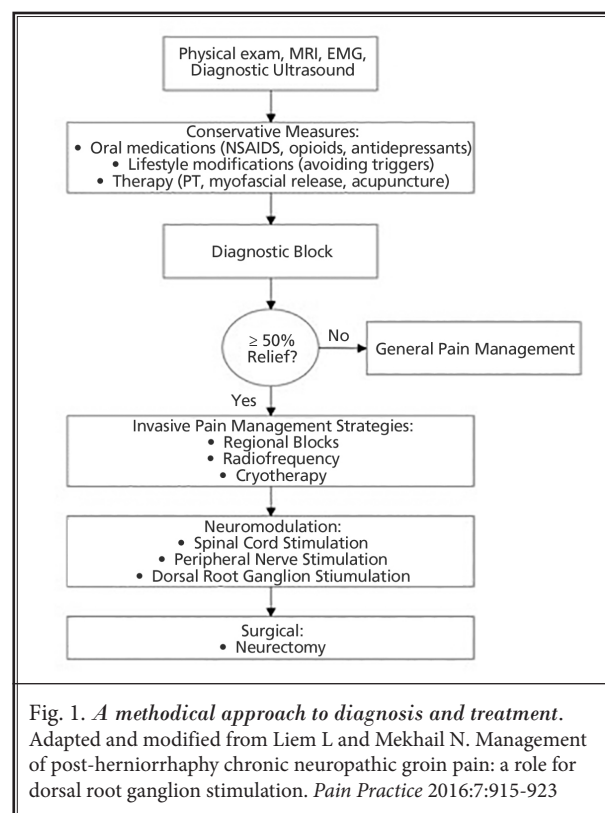 Physical exam, MRI, EMG,
Diagnostic Ultrasound
Conservative Measures:
• Oral medications (NSAIDS, opioids, antidepressants)
• Lifestyle modifications (avoiding triggers)
• Therapy (PT, myofascial release, acupuncture)
Diagnostic Block
≥ 50%
Relief?
No
General Pain Management
Yes
Invasive Pain Management Strategies:
• Regional Blocks
• Radiofrequency
• Cryotherapy
Neuromodulation:
• Spinal Cord Stimulation
• Peripheral Nerve Stimulation
• Dorsal Root Ganglion Stiumulation
Surgical:
• Neurectomy
Fig. 1. A methodical approach to diagnosis and treatment.
Adapted and modified from Liem L and Mekhail N. Management
of post-herniorrhaphy chronic neuropathic groin pain: a role for
dorsal root ganglion stimulation. Pain Practice 2016:7:915-923